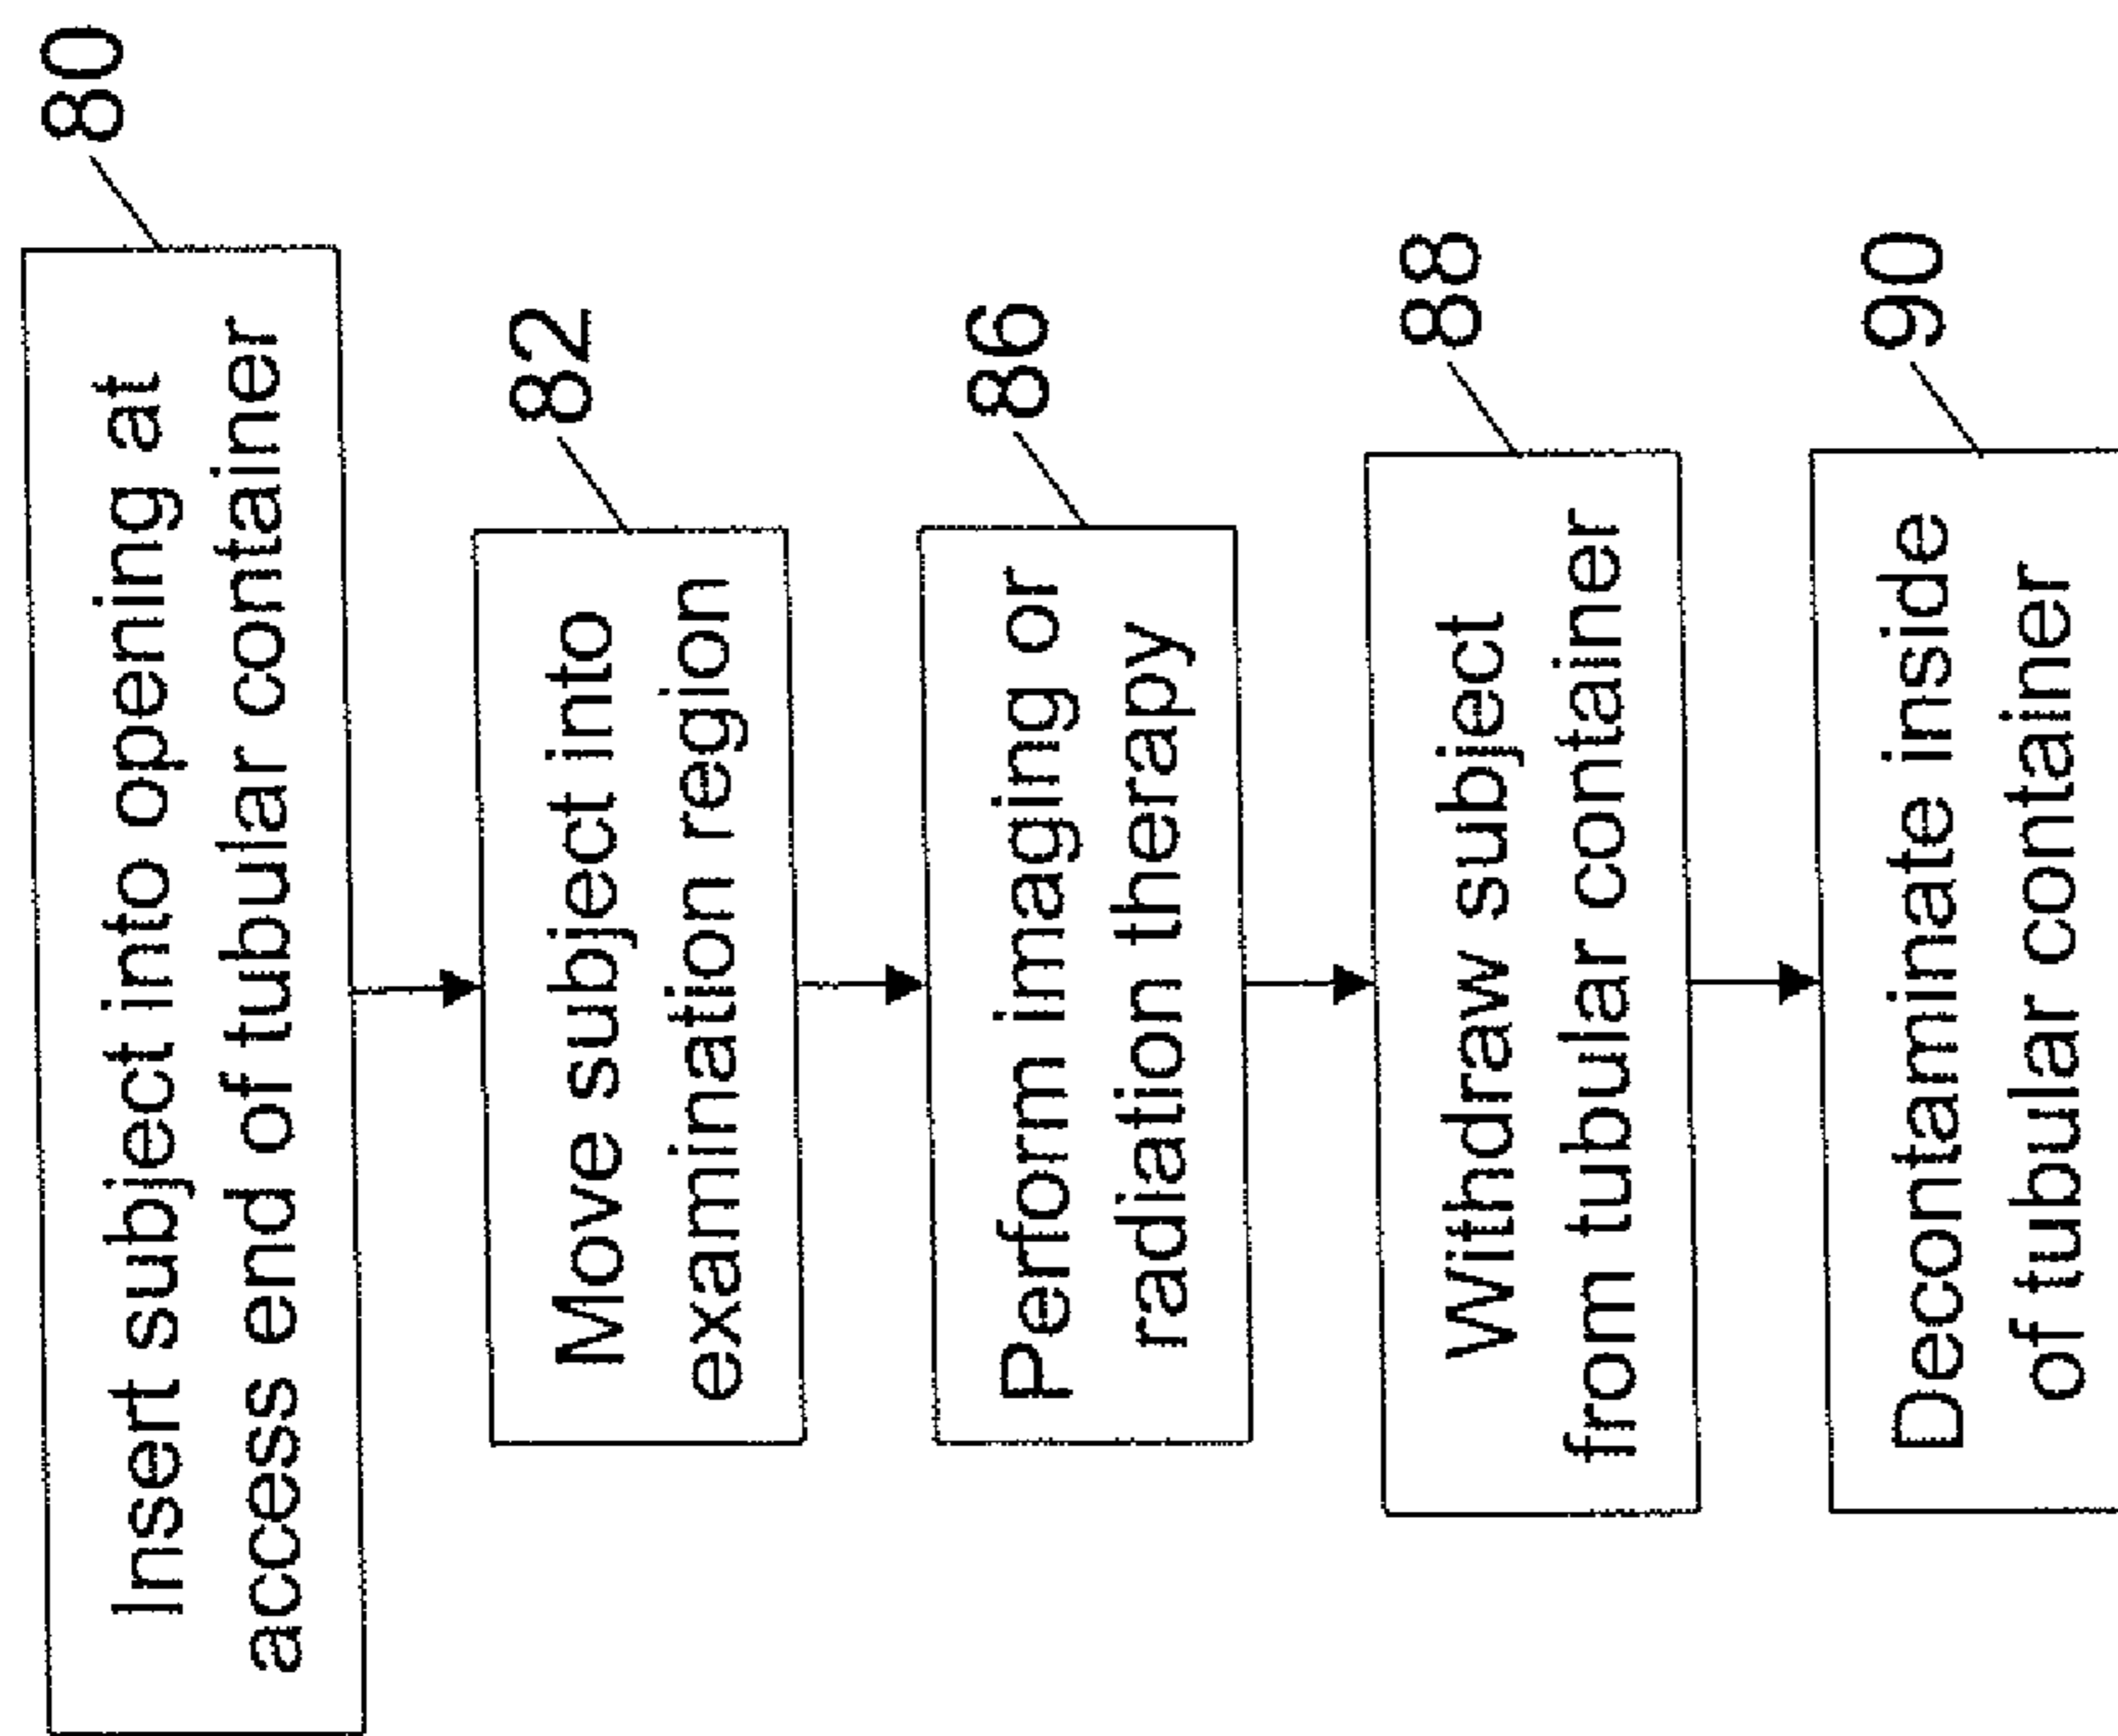 80
Insert subject into opening at
access end of tubular container
82
Move subject into
examination region
86
Perform imaging or
radiation therapy
88
Withdraw subject
from tubular container
90
Decontaminate inside
of tubular container